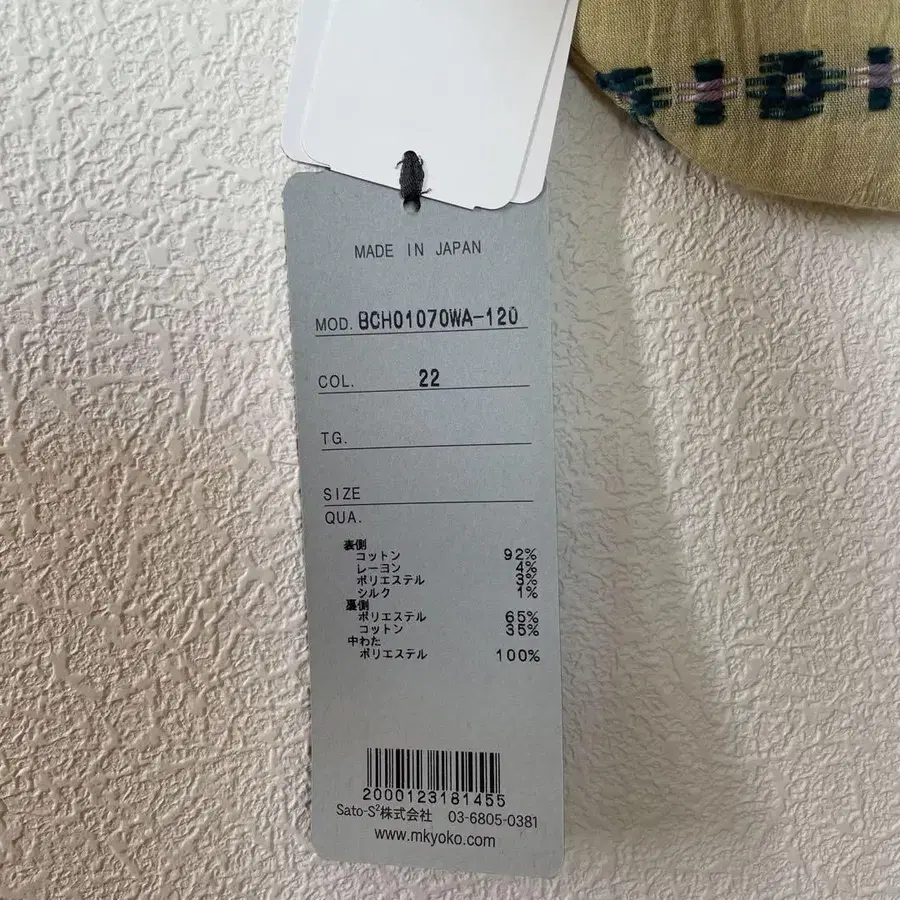 MADE IN JAPAN
MOD. BCH01070WA-120
COL. 22
TG.
SIZE
QUA.
表側
コットン 92%
レーヨン 4%
ポリエステル 3%
シルク 1%
裏側
ポリエステル 65%
コットン 35%
中わた
ポリエステル 100%
2000123181455
Sato-S²株式会社 03-6805-0381
www.mkyoko.com